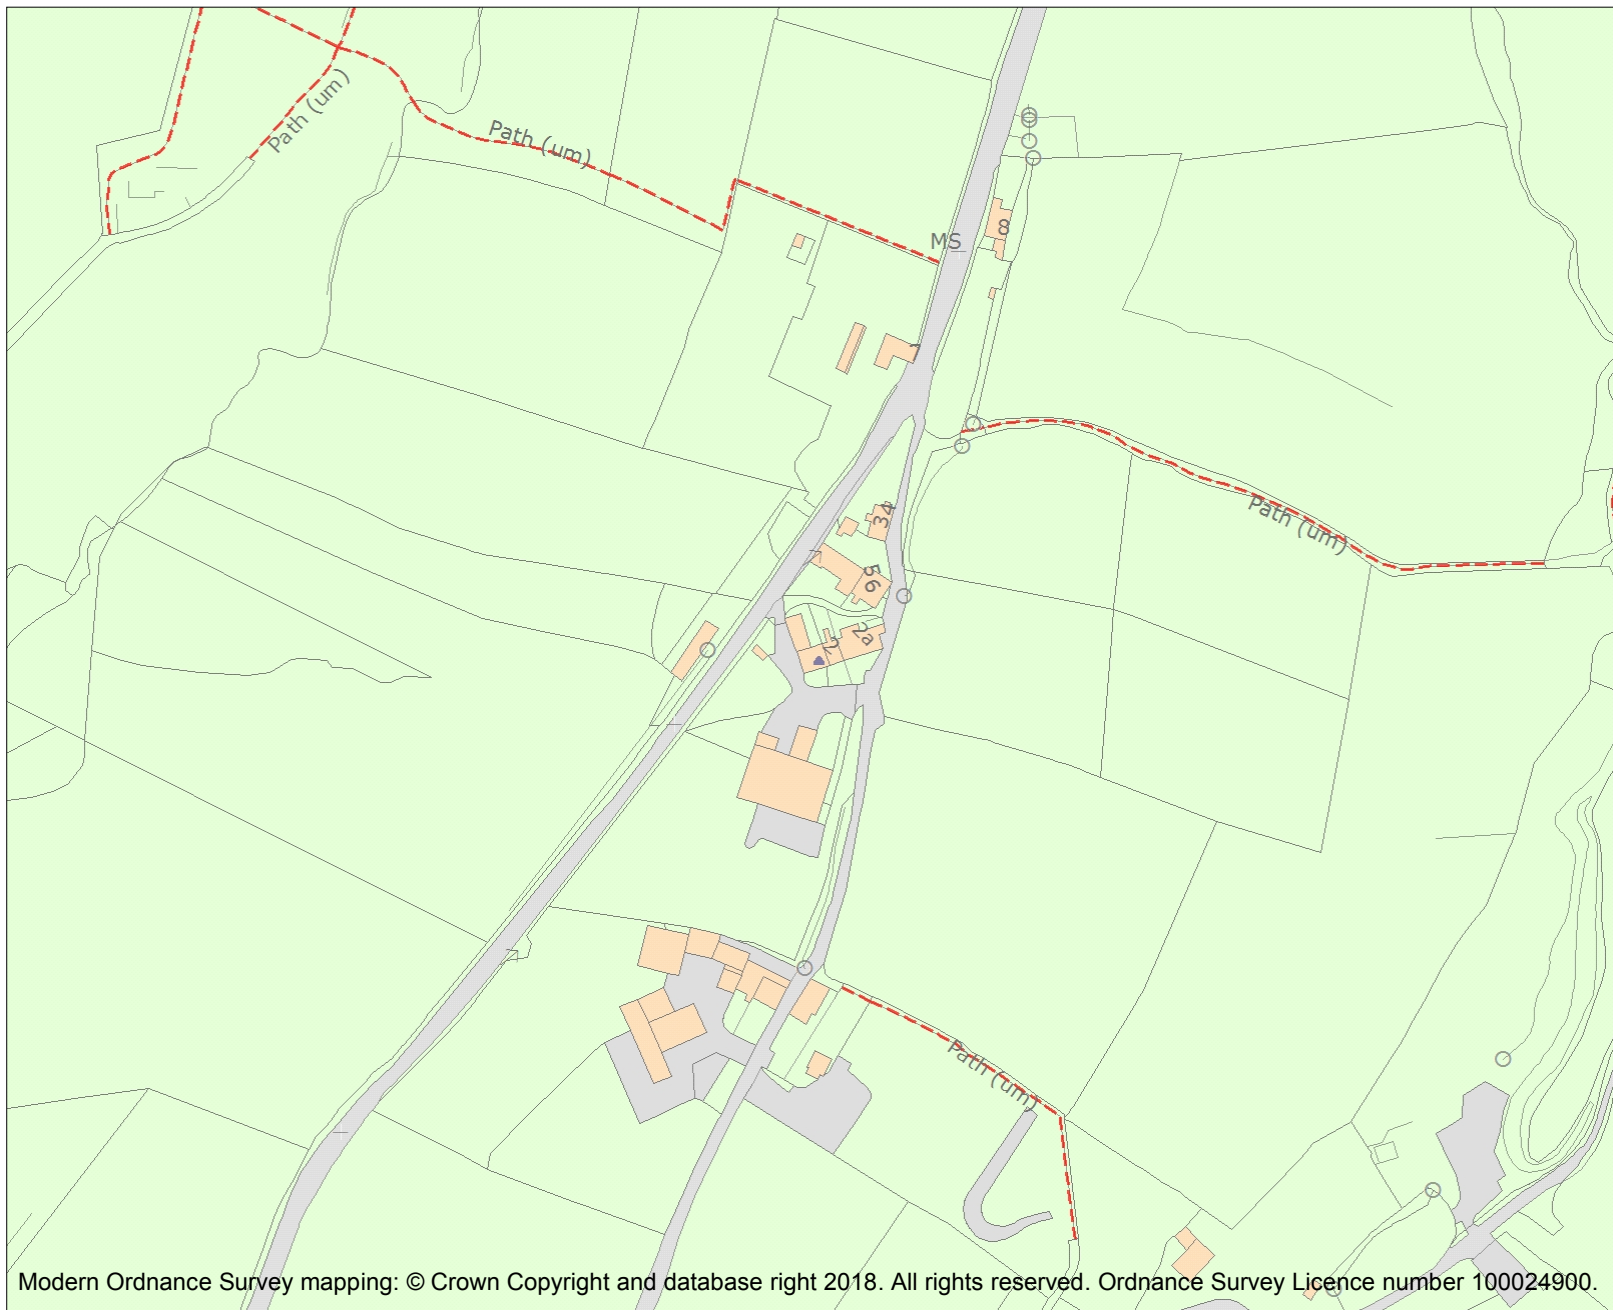 Path (um)
Path (um)
MS
8
1
Path (um)
34
56
2
2a
Path (um)
Modern Ordnance Survey mapping: © Crown Copyright and database right 2018. All rights reserved. Ordnance Survey Licence number 100024900.